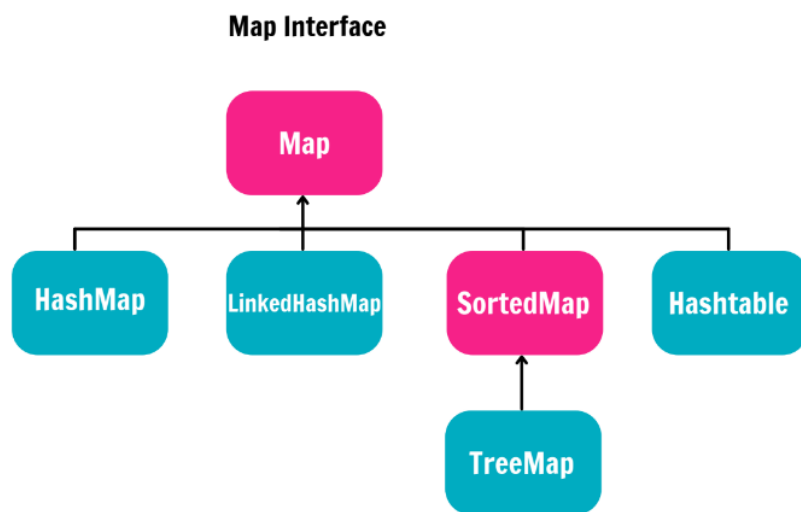 Map Interface
Map
HashMap
LinkedHashMap
SortedMap
Hashtable
TreeMap